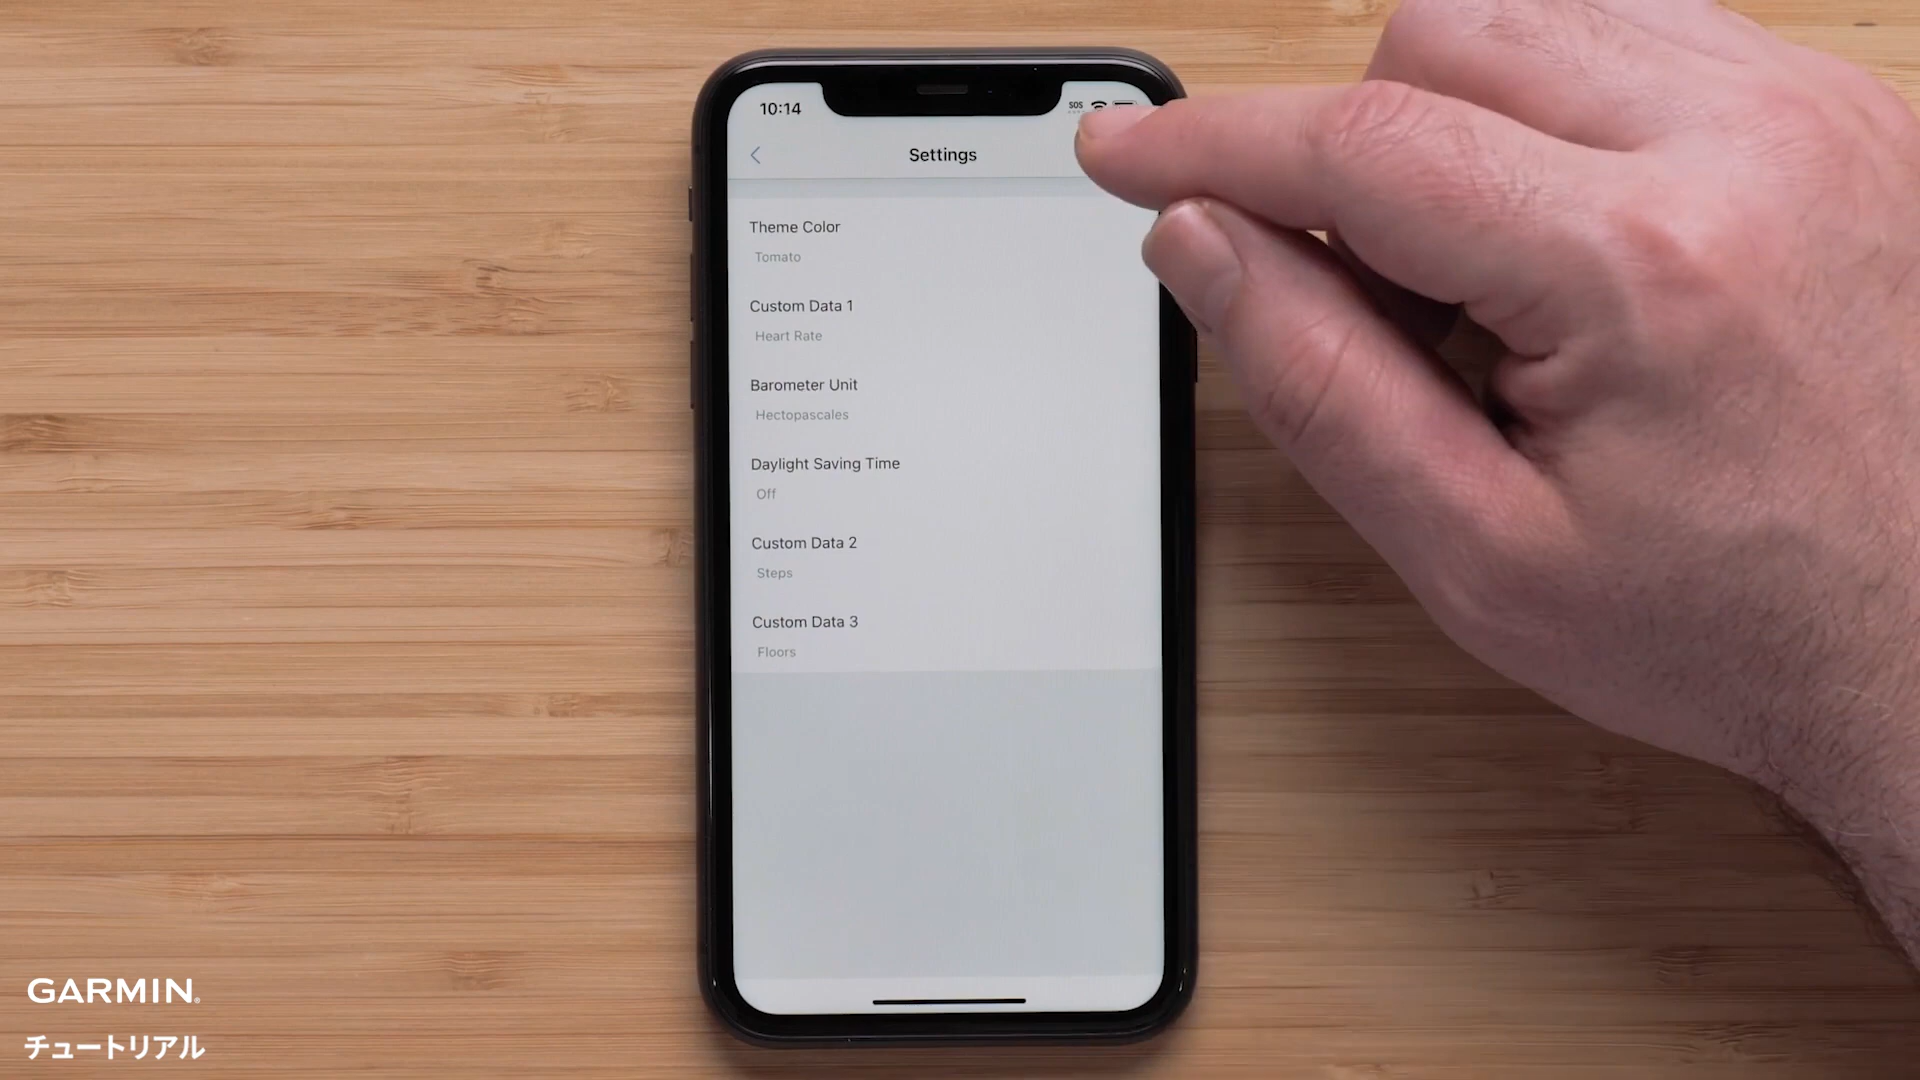 10:14
SOS
Settings
Theme Color
Tomato
Custom Data 1
Heart Rate
Barometer Unit
Hectopascales
Daylight Saving Time
Off
Custom Data 2
Steps
Custom Data 3
Floors
GARMIN.
チュートリアル